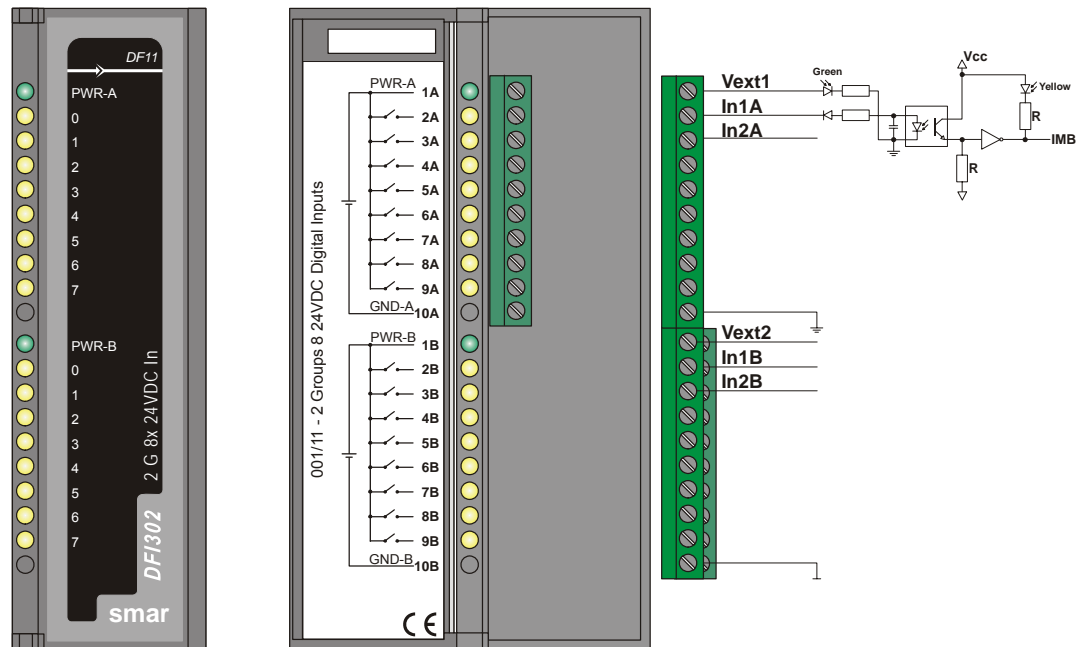 DF11
PWR-A
0
1
2
3
4
5
6
7
PWR-B
0
1
2
3
4
5
6
7
2 G 8x 24VDC In
DFI302
smar
001/11 - 2 Groups 8 24VDC Digital Inputs
PWR-A
1A
2A
3A
4A
5A
6A
7A
8A
9A
GND-A
10A
PWR-B
1B
2B
3B
4B
5B
6B
7B
8B
9B
GND-B
10B
CE
Vext1
In1A
In2A
Vext2
In1B
In2B
Green
Vcc
Yellow
R
IMB
R